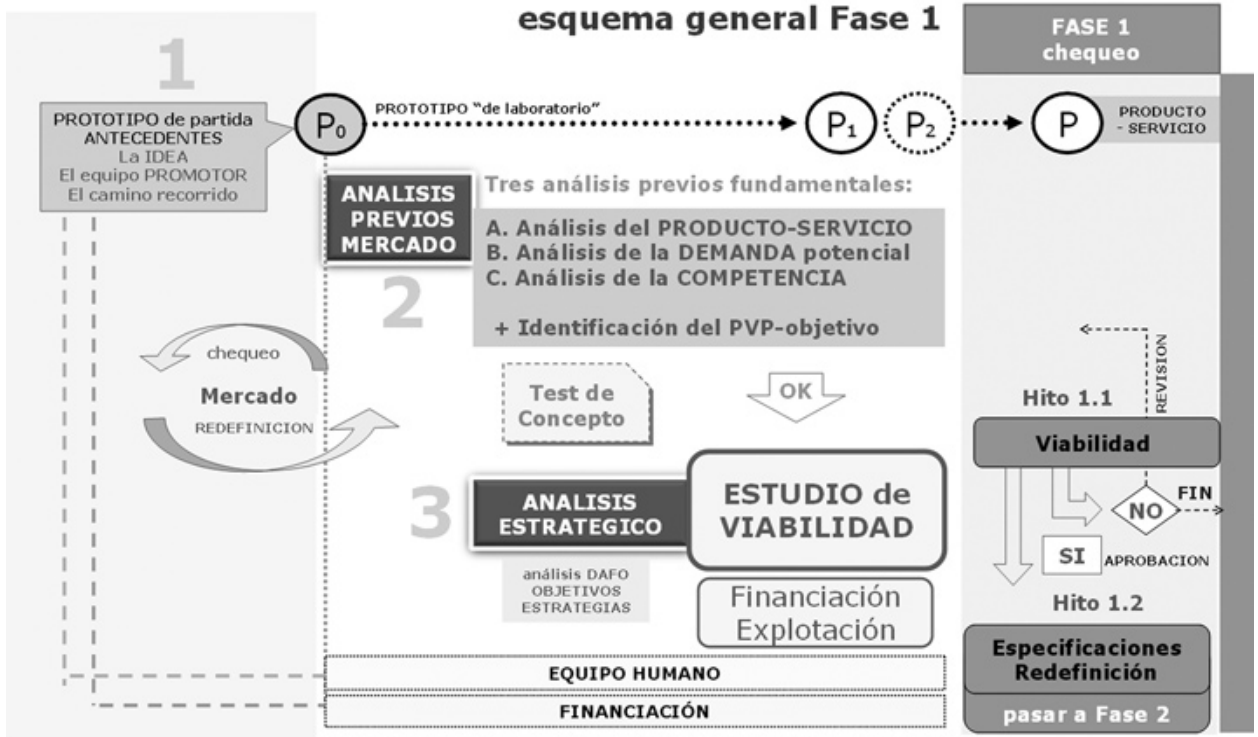 esquema general Fase 1
FASE 1
chequeo
1
PROTOTIPO de partida
ANTECEDENTES
La IDEA
El equipo PROMOTOR
El camino recorrido
P0
PROTOTIPO "de laboratorio"
P1
P2
P
PRODUCTO
- SERVICIO
ANALISIS
PREVIOS
MERCADO
2
Tres análisis previos fundamentales:
A. Análisis del PRODUCTO-SERVICIO
B. Análisis de la DEMANDA potencial
C. Análisis de la COMPETENCIA
+ Identificación del PVP-objetivo
chequeo
Mercado
REDEFINICION
Test de
Concepto
OK
3
ANALISIS
ESTRATEGICO
ESTUDIO de
VIABILIDAD
análisis DAFO
OBJETIVOS
ESTRATEGIAS
Financiación
Explotación
EQUIPO HUMANO
FINANCIACIÓN
REVISION
Hito 1.1
Viabilidad
NO
FIN
SI
APROBACION
Hito 1.2
Especificaciones
Redefinición
pasar a Fase 2